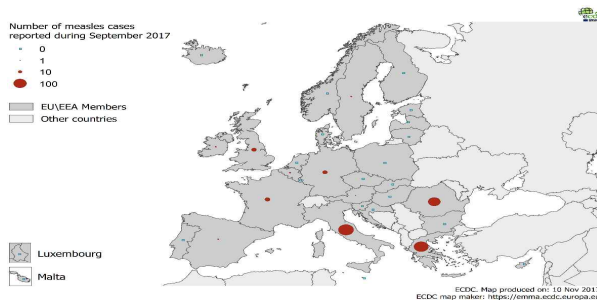 Number of measles cases
reported during September 2017
0
1
10
100
EU\EEA Members
Other countries
Luxembourg
Malta
ECDC. Map produced on: 10 Nov 2017
ECDC map maker: https://emma.ecdc.europa.e